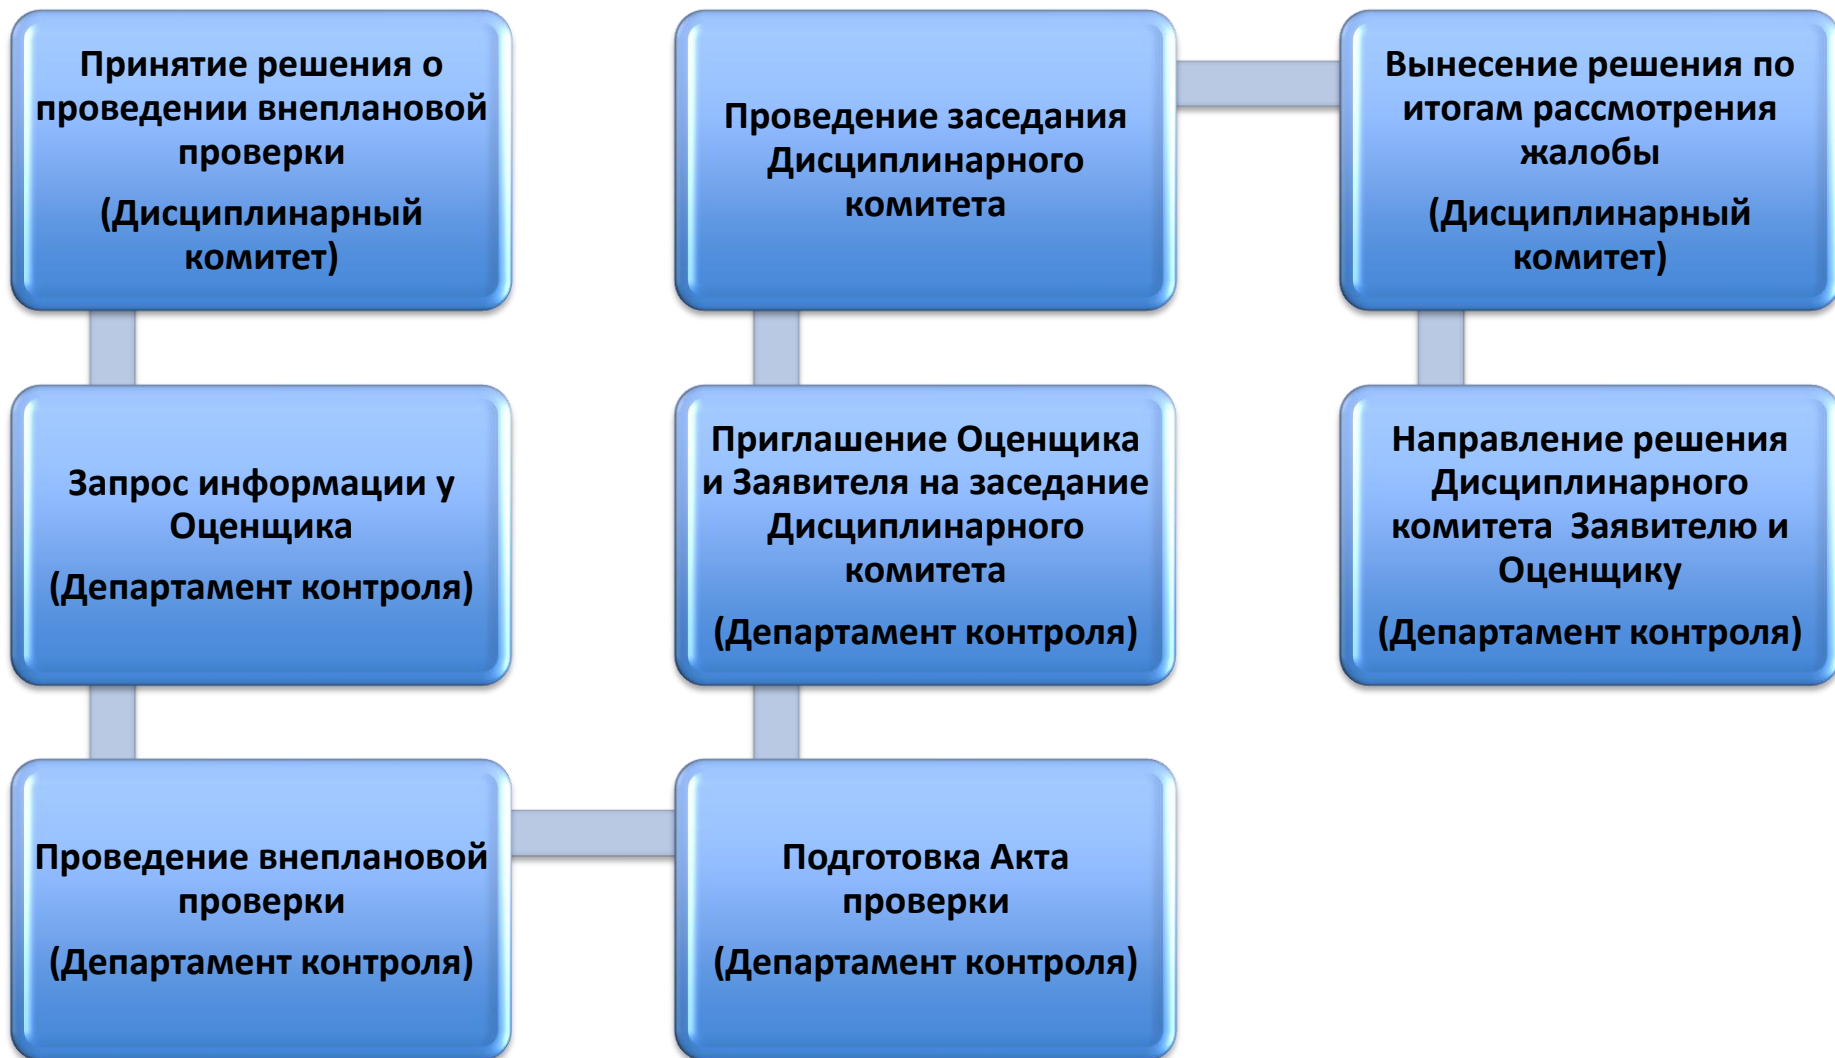 Принятие решения о
проведении внеплановой
проверки
(Дисциплинарный
комитет)
Запрос информации у
Оценщика
(Департамент контроля)
Проведение внеплановой
проверки
(Департамент контроля)
Подготовка Акта
проверки
(Департамент контроля)
Приглашение Оценщика
и Заявителя на заседание
Дисциплинарного
комитета
(Департамент контроля)
Проведение заседания
Дисциплинарного
комитета
Вынесение решения по
итогам рассмотрения
жалобы
(Дисциплинарный
комитет)
Направление решения
Дисциплинарного
комитета  Заявителю и
Оценщику
(Департамент контроля)